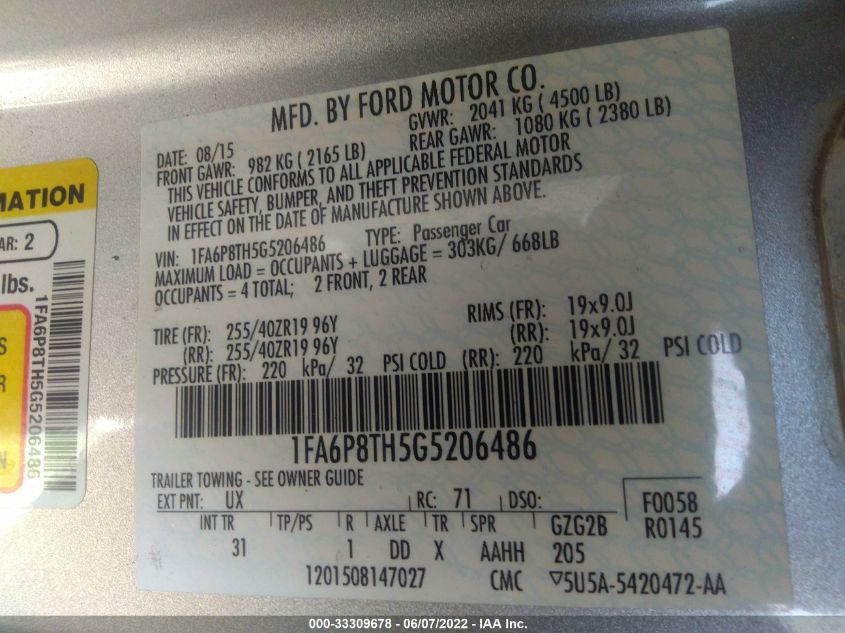 MATION
AR: 2
lbs.
S
R
N
1FA6P8TH5G5206486
MFD. BY FORD MOTOR CO.
DATE: 08/15 GVWR: 2041 KG ( 4500 LB)
FRONT GAWR: 982 KG ( 2165 LB) REAR GAWR: 1080 KG ( 2380 LB)
THIS VEHICLE CONFORMS TO ALL APPLICABLE FEDERAL MOTOR
VEHICLE SAFETY, BUMPER, AND THEFT PREVENTION STANDARDS
IN EFFECT ON THE DATE OF MANUFACTURE SHOWN ABOVE.
VIN: 1FA6P8TH5G5206486 TYPE: Passenger Car
MAXIMUM LOAD = OCCUPANTS + LUGGAGE = 303KG/ 668LB
OCCUPANTS = 4 TOTAL; 2 FRONT, 2 REAR
TIRE (FR): 255/40ZR19 96Y RIMS (FR): 19x9.0J
(RR): 255/40ZR19 96Y (RR): 19x9.0J
PRESSURE (FR): 220 kPa/ 32 PSI COLD (RR): 220 kPa/ 32 PSI COLD
1FA6P8TH5G5206486
TRAILER TOWING - SEE OWNER GUIDE
EXT PNT: UX RC: 71 DSO: F0058
INT TR TP/PS R AXLE TR SPR GZG2B R0145
31 1 DD X AAHH 205
1201508147027 CMC ▽5U5A-5420472-AA
000-33309678 - 06/07/2022 - IAA Inc.